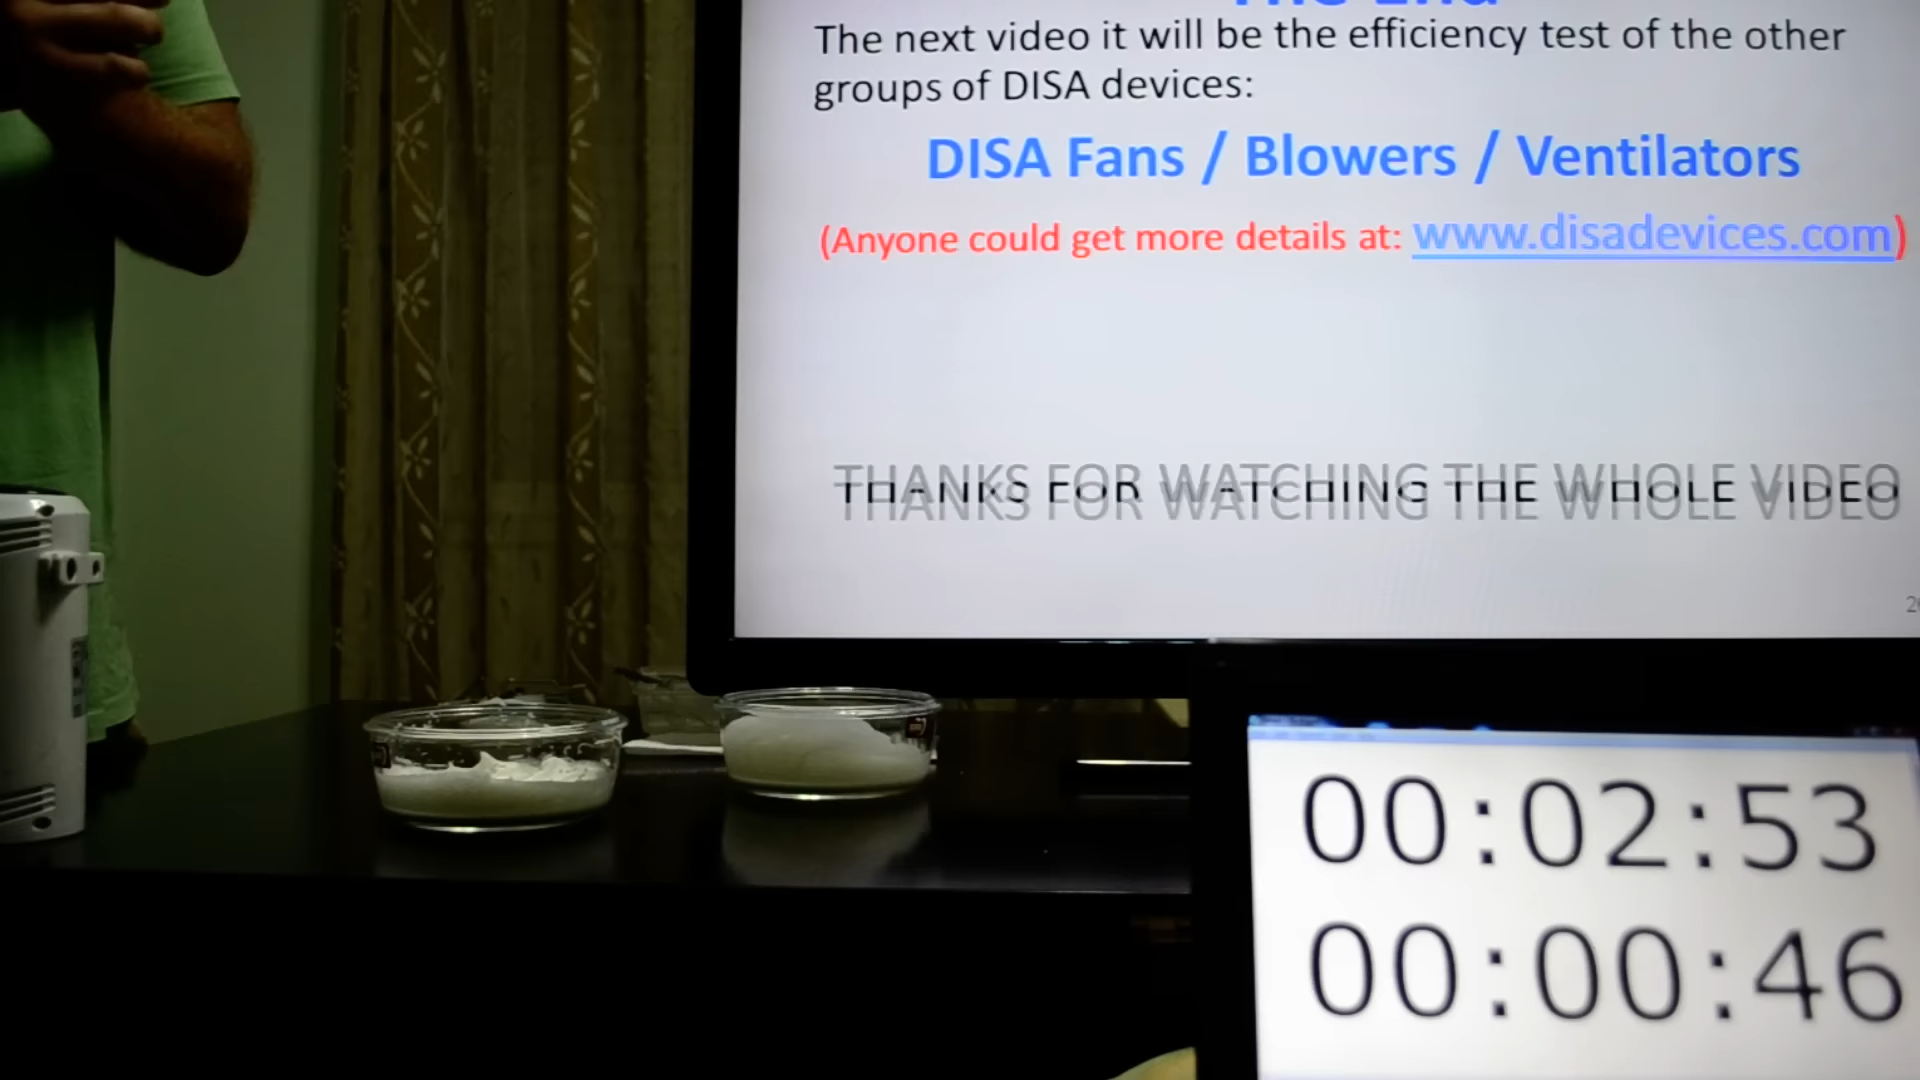 The End
The next video it will be the efficiency test of the other
groups of DISA devices:
DISA Fans / Blowers / Ventilators
(Anyone could get more details at: www.disadevices.com)
THANKS FOR WATCHING THE WHOLE VIDEO
00:02:53
00:00:46